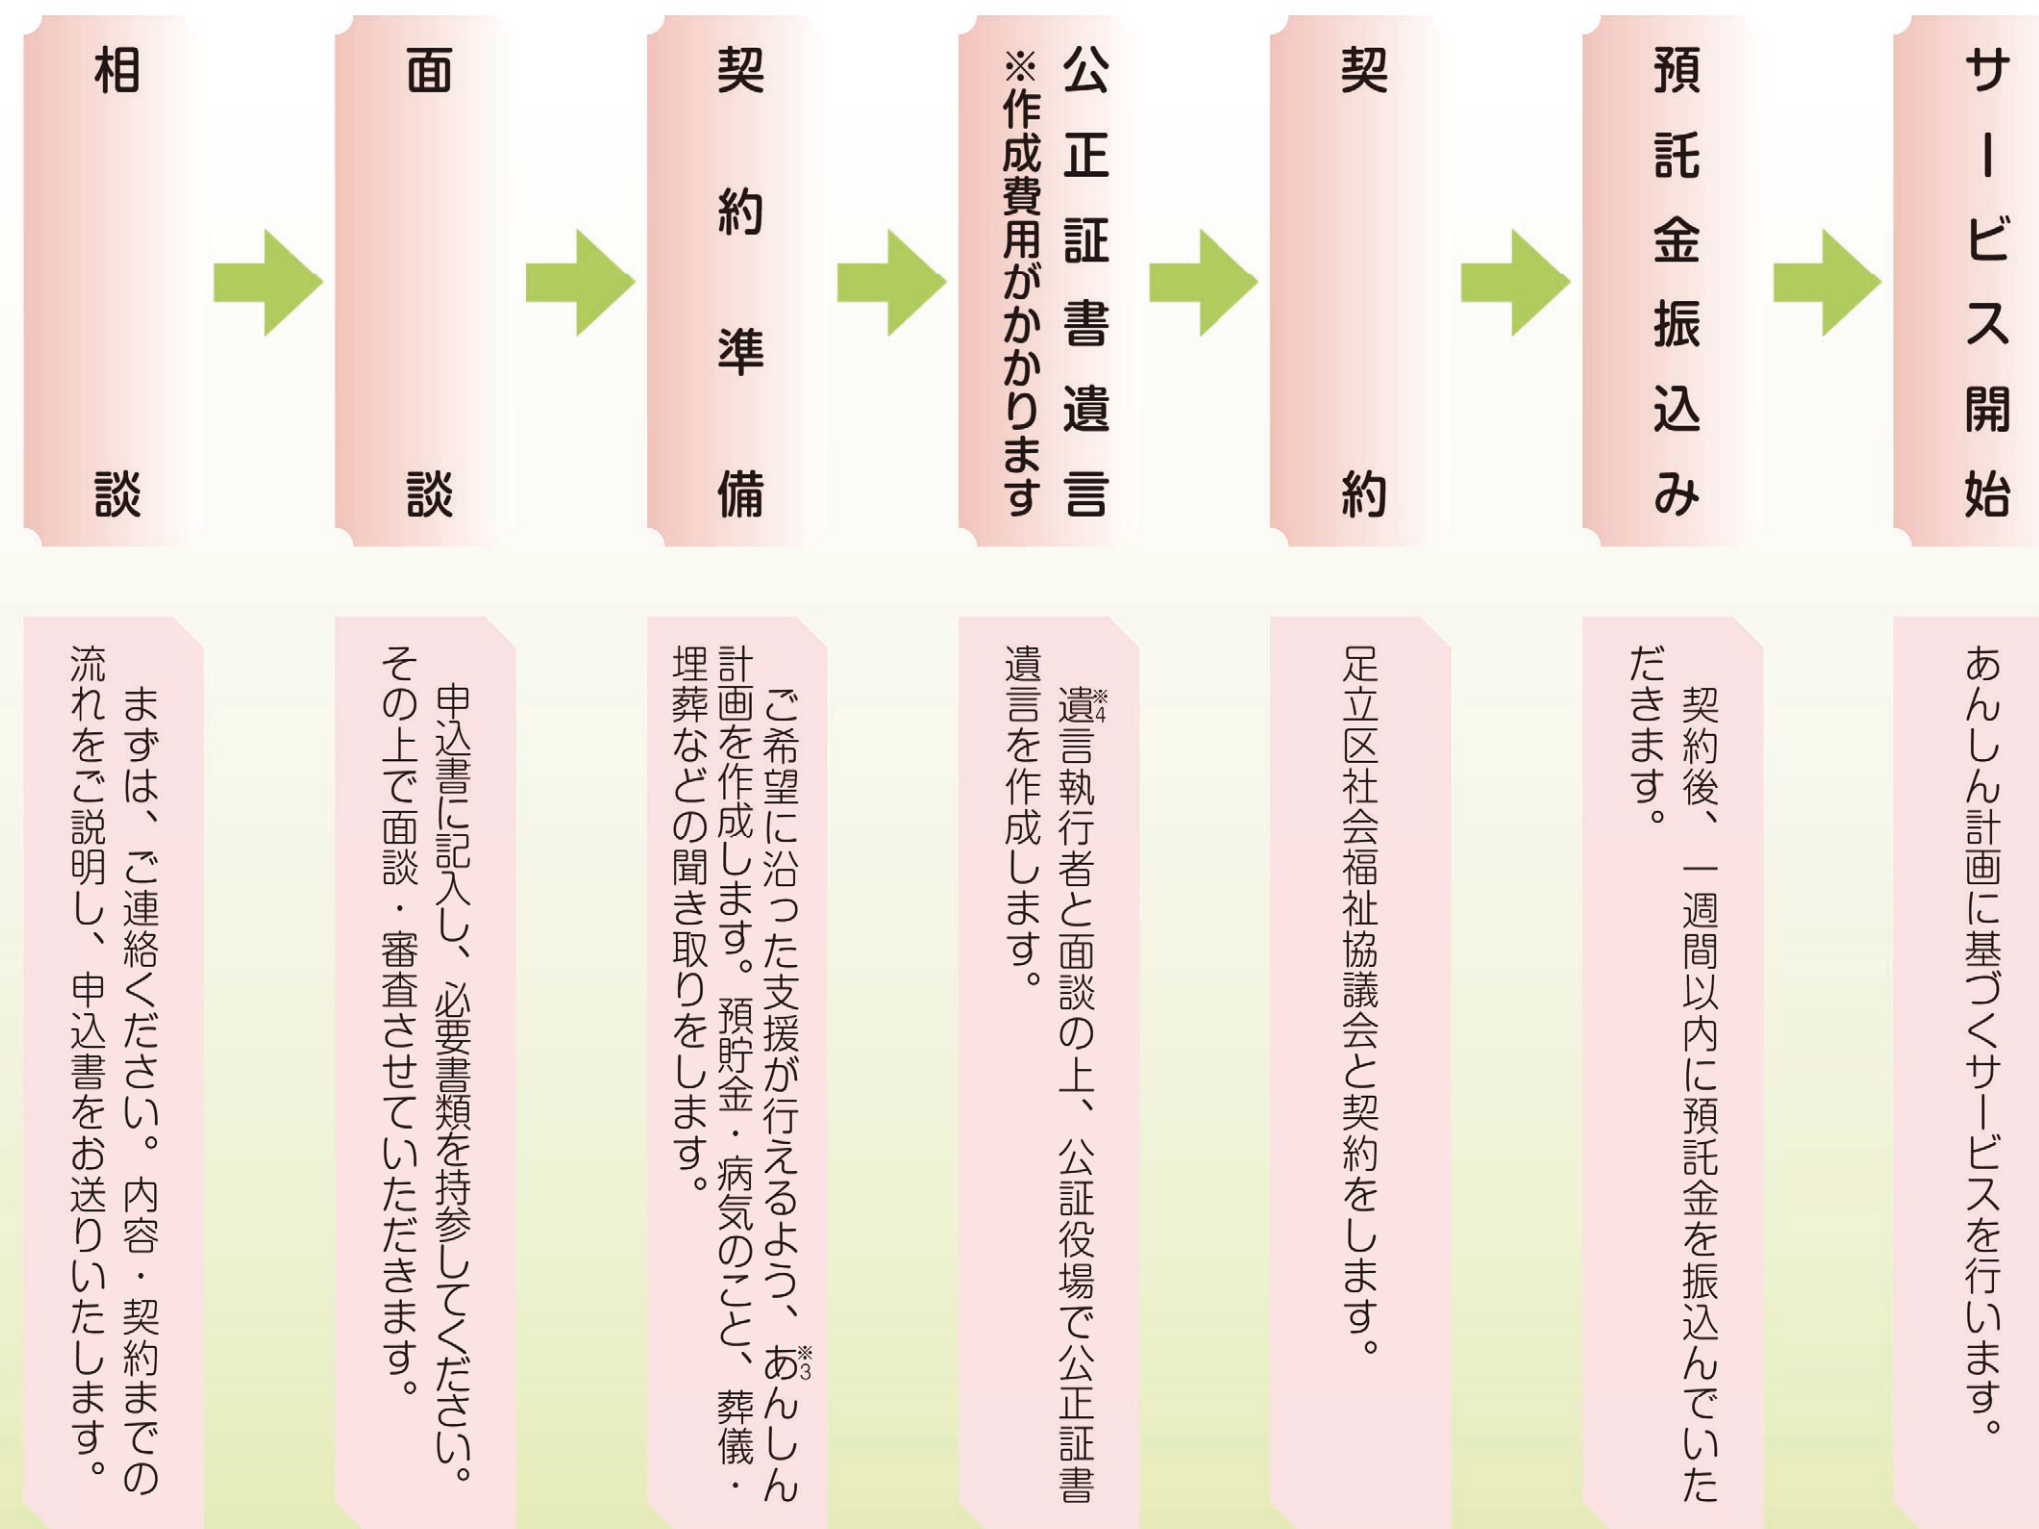 相談
まずは、ご連絡ください。内容・契約までの
流れをご説明し、申込書をお送りいたします。
面談
申込書に記入し、必要書類を持参してください。
その上で面談・審査させていただきます。
契約準備
ご希望に沿った支援が行えるよう、あんしん※3
計画を作成します。預貯金・病気のこと、葬儀・
埋葬などの聞き取りをします。
公正証書遺言
※作成費用がかかります
遺言執行者※4と面談の上、公証役場で公正証書
遺言を作成します。
契約
足立区社会福祉協議会と契約をします。
預託金振込み
契約後、一週間以内に預託金を振込んでいた
だきます。
サービス開始
あんしん計画に基づくサービスを行います。